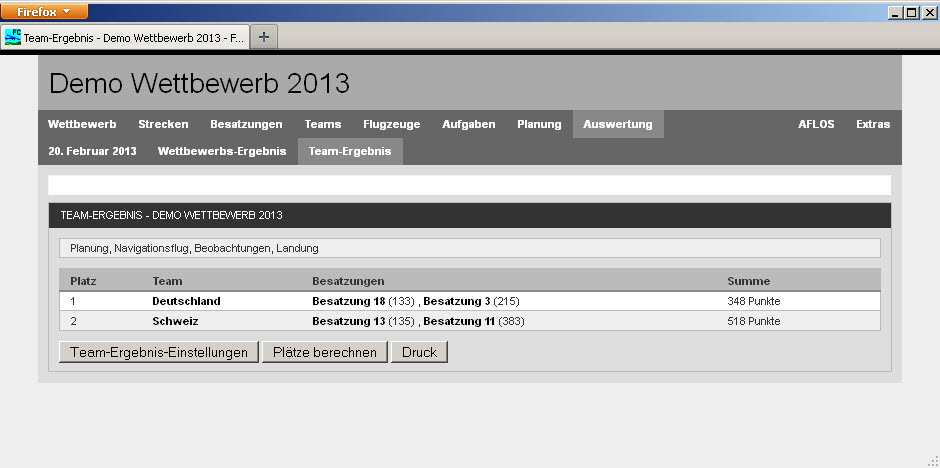 Firefox
Team-Ergebnis - Demo Wettbewerb 2013 - F...
Demo Wettbewerb 2013
Wettbewerb Strecken Besatzungen Teams Flugzeuge Aufgaben Planung Auswertung AFLOS Extras
20. Februar 2013 Wettbewerbs-Ergebnis Team-Ergebnis
TEAM-ERGEBNIS - DEMO WETTBEWERB 2013
Planung, Navigationsflug, Beobachtungen, Landung
Platz Team Besatzungen Summe
1 Deutschland Besatzung 18 (133) , Besatzung 3 (215) 348 Punkte
2 Schweiz Besatzung 13 (135) , Besatzung 11 (383) 518 Punkte
Team-Ergebnis-Einstellungen Plätze berechnen Druck